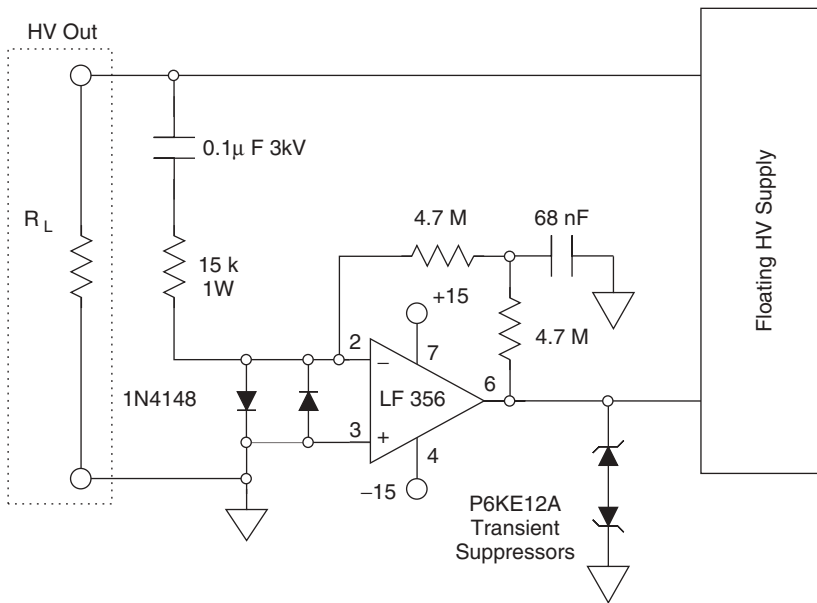 HV Out
0.1μ F 3kV
R L
15 k
1W
4.7 M
68 nF
+15
4.7 M
2
−
7
6
1N4148
LF 356
3
+
4
−15
P6KE12A
Transient
Suppressors
Floating HV Supply